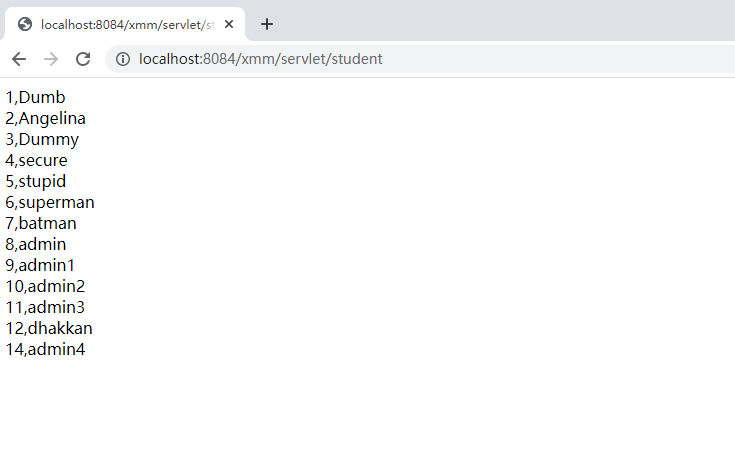 localhost:8084/xmm/servlet/st
localhost:8084/xmm/servlet/student
1,Dumb
2,Angelina
3,Dummy
4,secure
5,stupid
6,superman
7,batman
8,admin
9,admin1
10,admin2
11,admin3
12,dhakkan
14,admin4